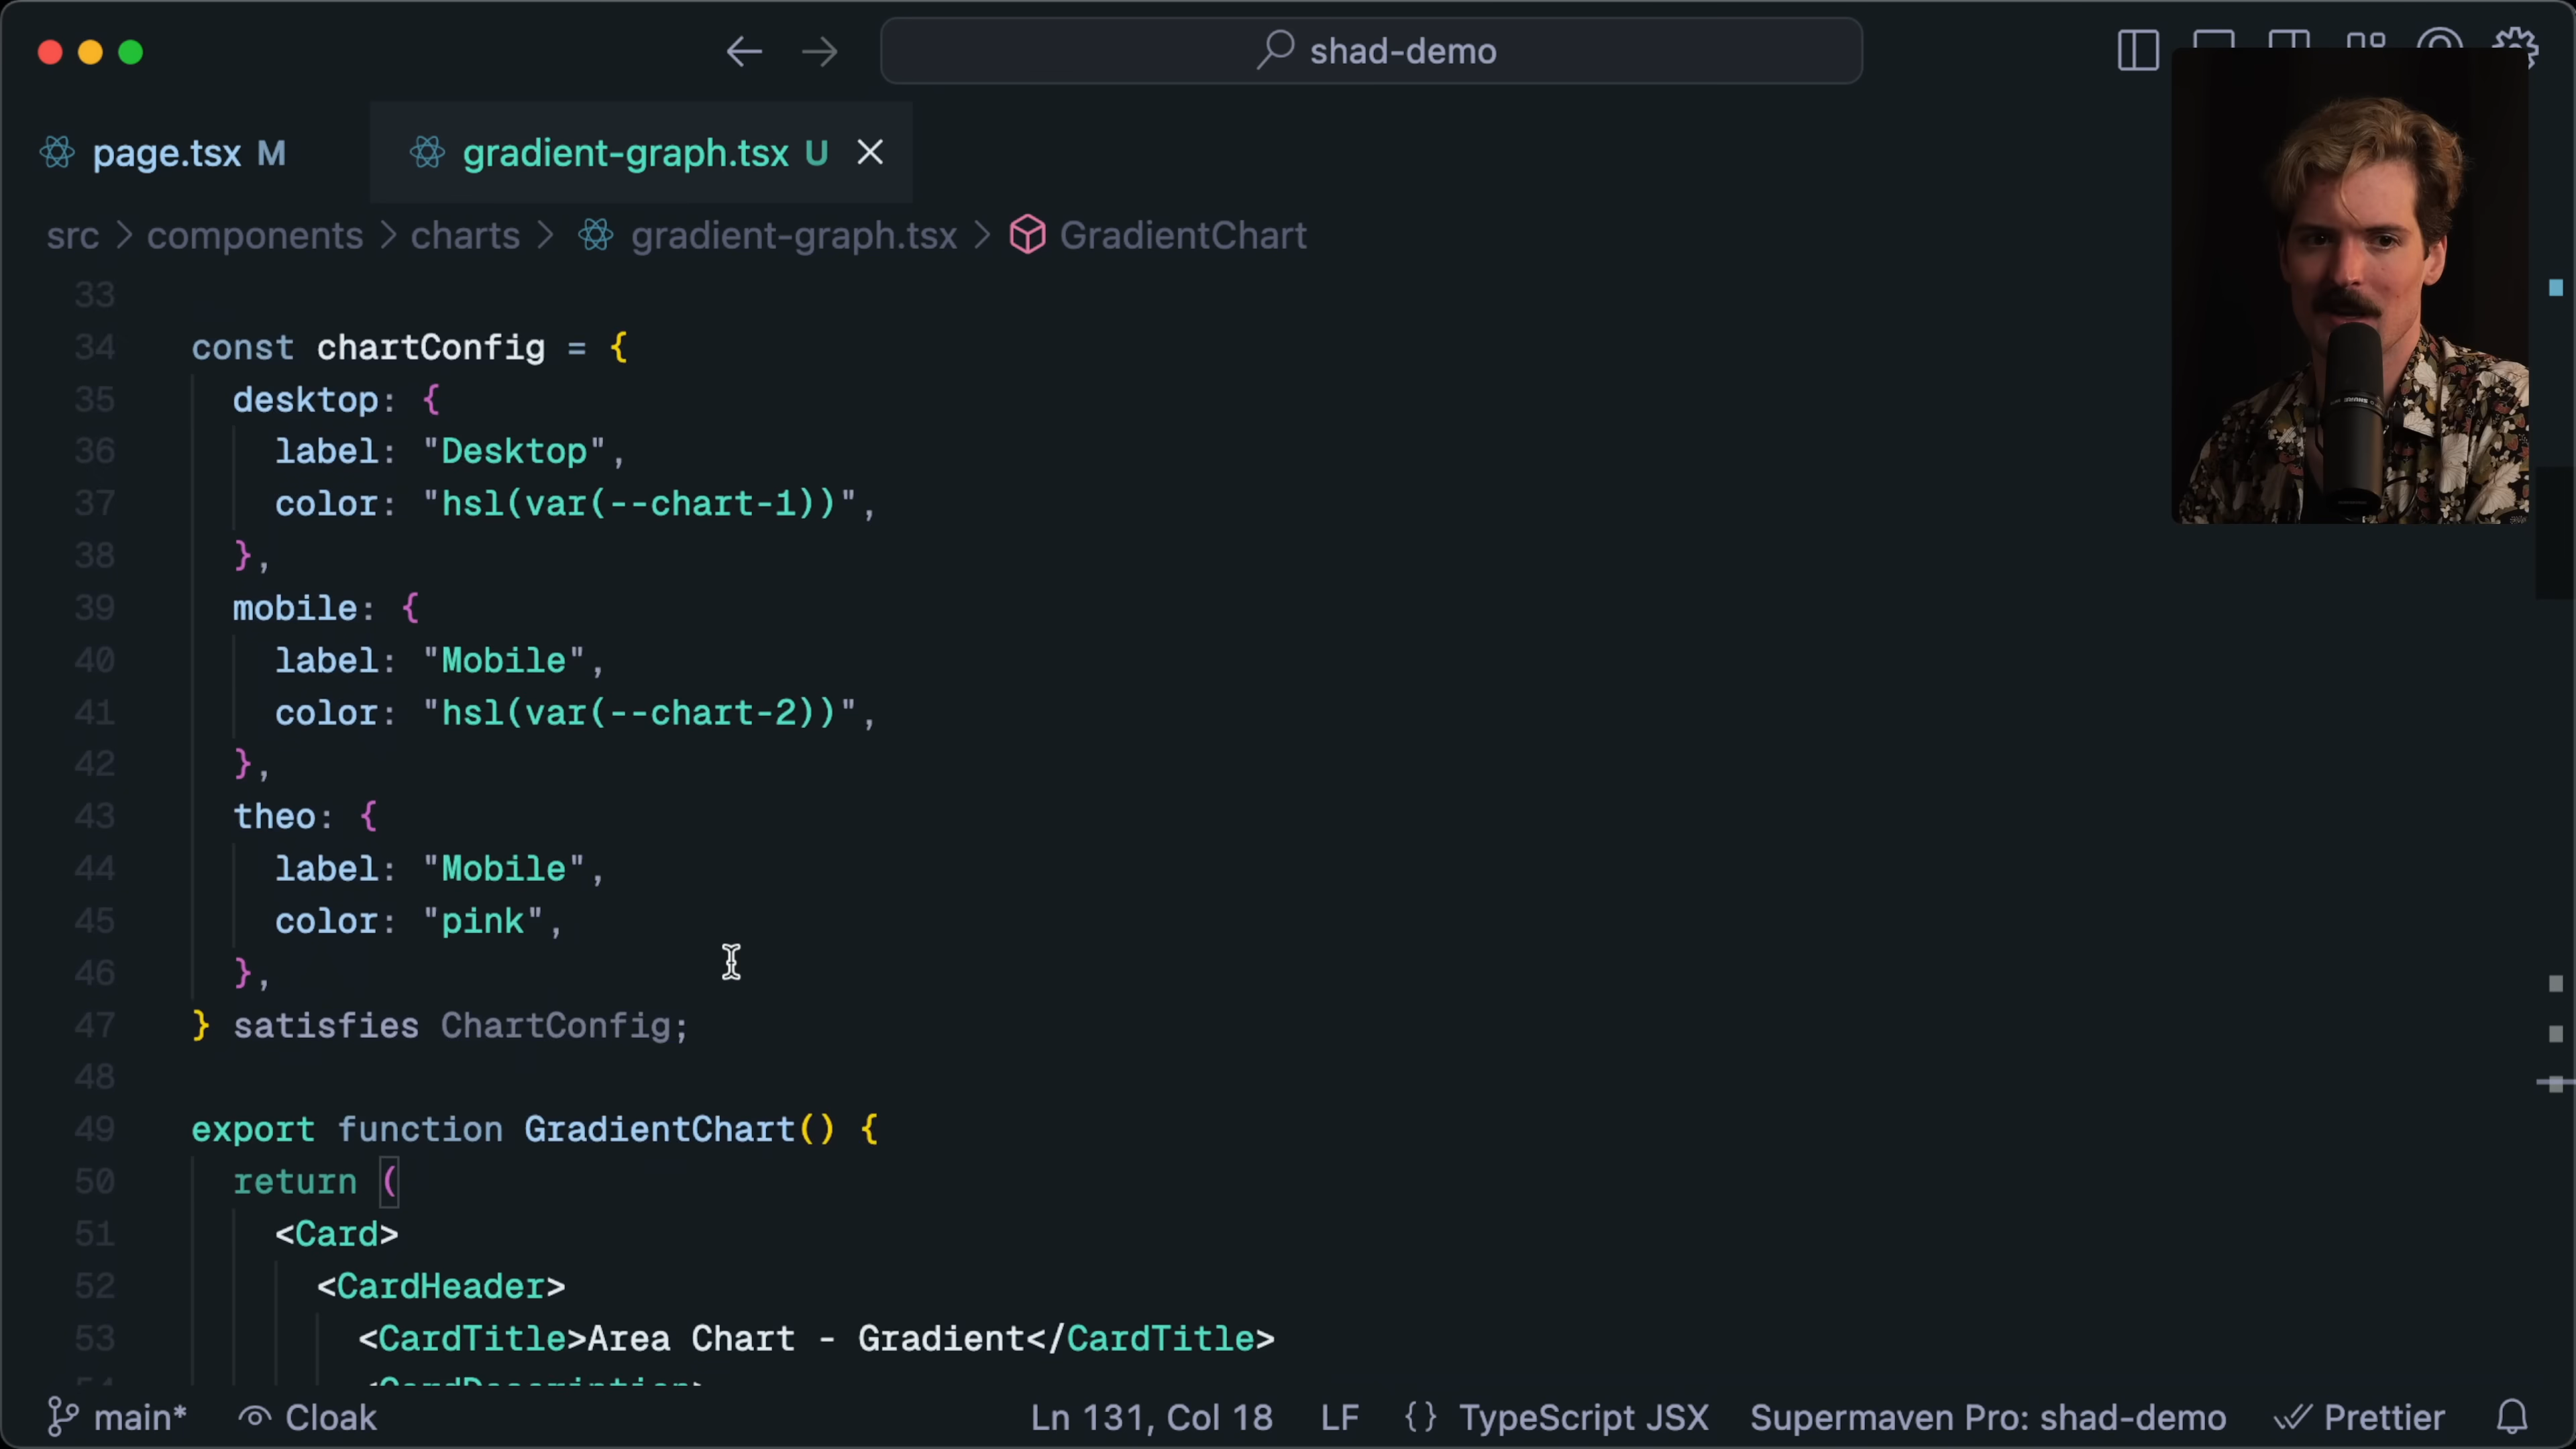 shad-demo
page.tsx M
gradient-graph.tsx U
src > components > charts > gradient-graph.tsx > GradientChart
33
34 const chartConfig = {
35 desktop: {
36 label: "Desktop",
37 color: "hsl(var(--chart-1))",
38 },
39 mobile: {
40 label: "Mobile",
41 color: "hsl(var(--chart-2))",
42 },
43 theo: {
44 label: "Mobile",
45 color: "pink",
46 },
47 } satisfies ChartConfig;
48
49 export function GradientChart() {
50 return (
51 <Card>
52 <CardHeader>
53 <CardTitle>Area Chart - Gradient</CardTitle>
54 <CardDescription>
main* Cloak Ln 131, Col 18 LF {} TypeScript JSX Supermaven Pro: shad-demo Prettier